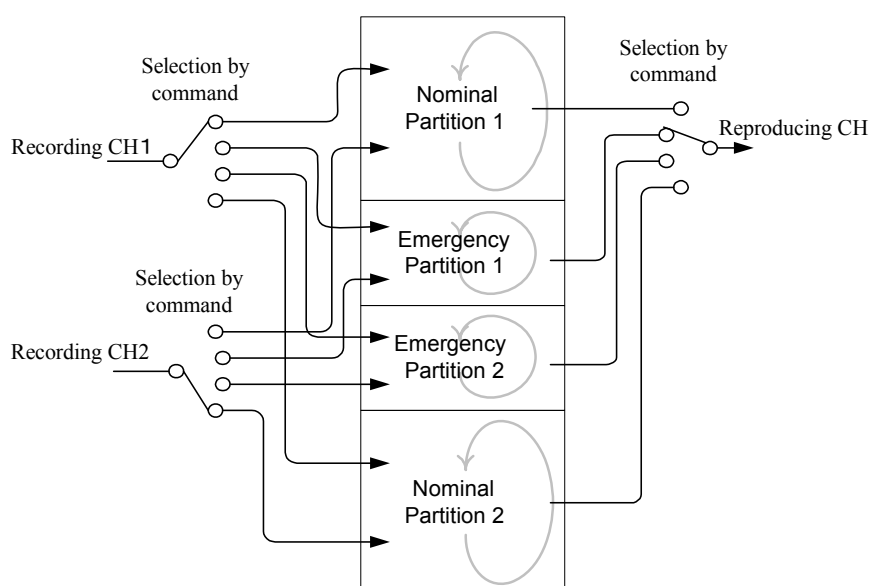 Selection by
command
Recording CH1
Nominal
Partition 1
Selection by
command
Reproducing CH
Emergency
Partition 1
Selection by
command
Recording CH2
Emergency
Partition 2
Nominal
Partition 2